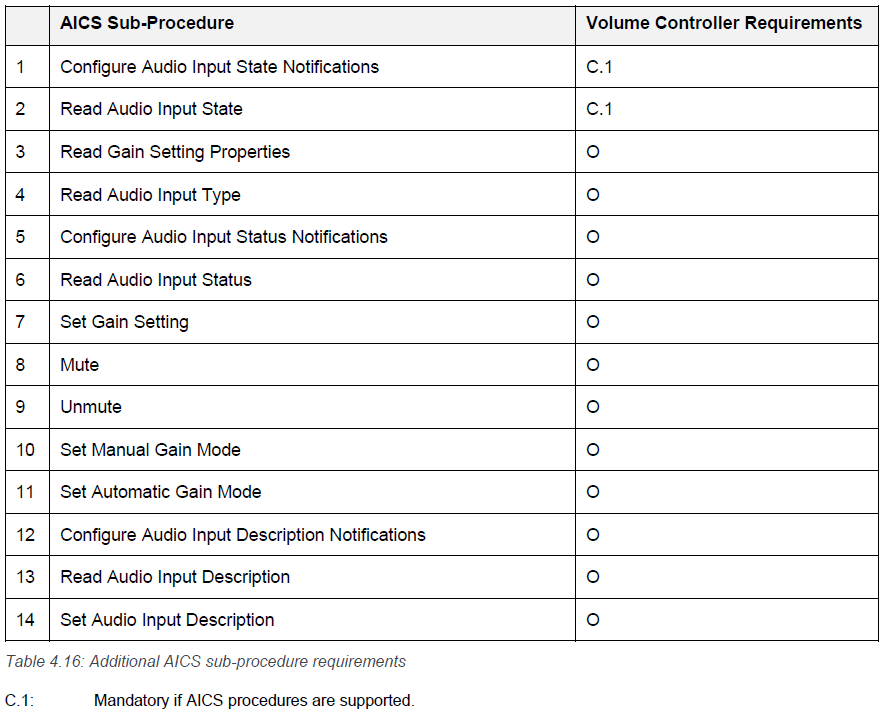 AICS Sub-Procedure Volume Controller Requirements
1 Configure Audio Input State Notifications C.1
2 Read Audio Input State C.1
3 Read Gain Setting Properties O
4 Read Audio Input Type O
5 Configure Audio Input Status Notifications O
6 Read Audio Input Status O
7 Set Gain Setting O
8 Mute O
9 Unmute O
10 Set Manual Gain Mode O
11 Set Automatic Gain Mode O
12 Configure Audio Input Description Notifications O
13 Read Audio Input Description O
14 Set Audio Input Description O
Table 4.16: Additional AICS sub-procedure requirements
C.1: Mandatory if AICS procedures are supported.